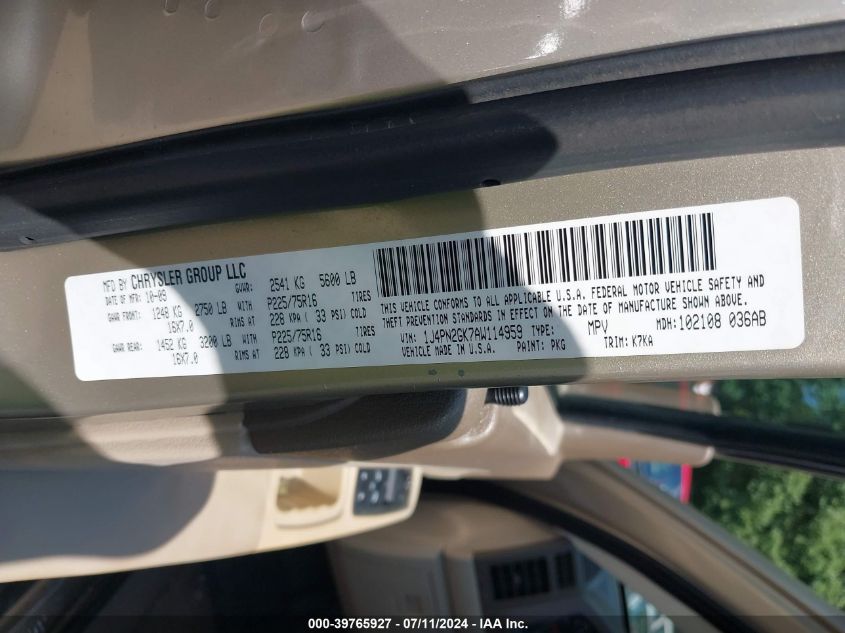 MFD BY CHRYSLER GROUP LLC
DATE OF MFR: 10-09 GVWR: 2541 KG 5600 LB
GAWR FRONT: 1248 KG 2750 LB WITH P225/75R16 TIRES
16X7.0 RIMS AT 228 KPA ( 33 PSI) COLD
GAWR REAR: 1452 KG 3200 LB WITH P225/75R16 TIRES
16X7.0 RIMS AT 228 KPA ( 33 PSI) COLD
THIS VEHICLE CONFORMS TO ALL APPLICABLE U.S.A. FEDERAL MOTOR VEHICLE SAFETY AND
THEFT PREVENTION STANDARDS IN EFFECT ON THE DATE OF MANUFACTURE SHOWN ABOVE.
VIN: 1J4PN2GK7AW114959 TYPE: MPV MDH: 102108 036AB
VEHICLE MADE IN U.S.A. PAINT: PKG TRIM: K7KA
000-39765927 / 07/11/2024 - IAA Inc.